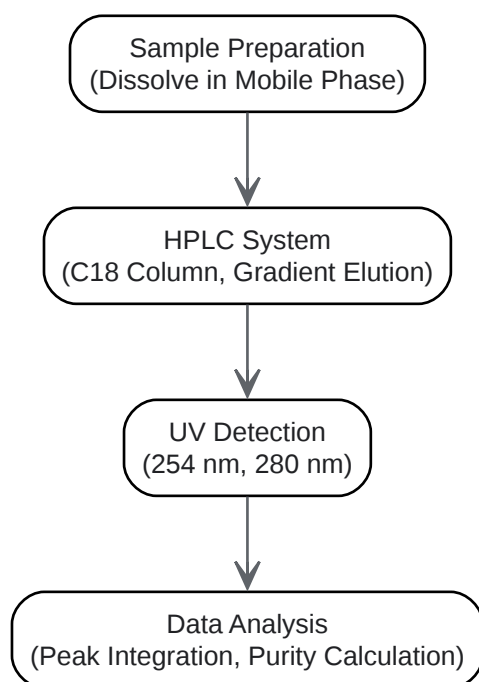 Sample Preparation
(Dissolve in Mobile Phase)
HPLC System
(C18 Column, Gradient Elution)
UV Detection
(254 nm, 280 nm)
Data Analysis
(Peak Integration, Purity Calculation)